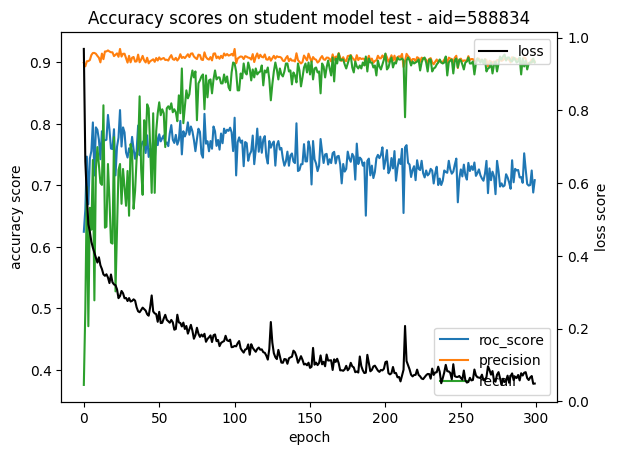 Accuracy scores on student model test - aid=588834
loss
accuracy score
0.9
0.8
0.7
0.6
0.5
0.4
1.0
0.8
0.6
0.4
0.2
0.0
loss score
roc_score
precision
recall
0
50
100
150
200
250
300
epoch